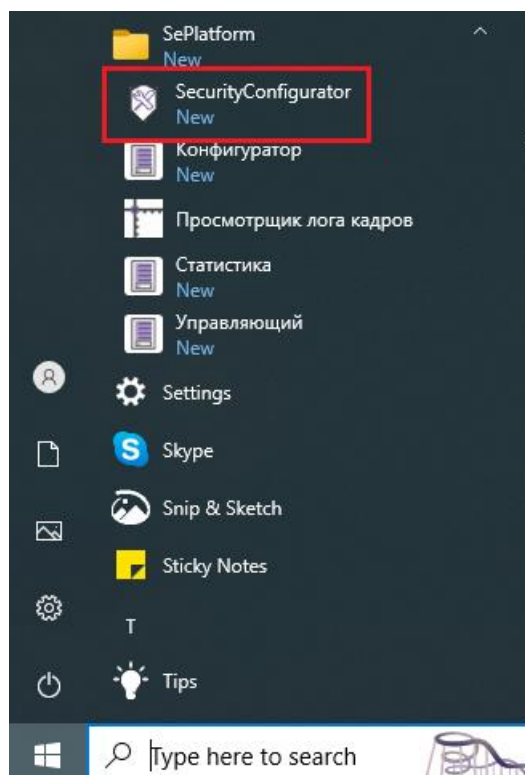 SePlatform
New
SecurityConfigurator
New
Конфигуратор
New
Просмотрщик лога кадров
Статистика
New
Управляющий
New
Settings
S Skype
Snip & Sketch
Sticky Notes
T
Tips
Type here to search